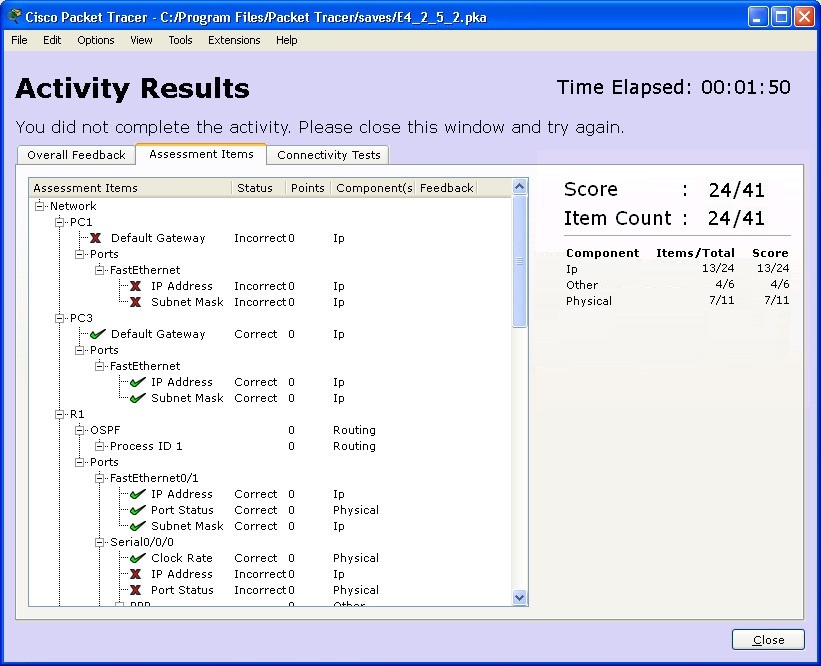 Cisco Packet Tracer - C:/Program Files/Packet Tracer/saves/E4_2_5_2.pka
File Edit Options View Tools Extensions Help
Activity Results
Time Elapsed: 00:01:50
You did not complete the activity. Please close this window and try again.
Overall Feedback Assessment Items Connectivity Tests
Assessment Items Status Points Component(s Feedback
Network
PC1
Default Gateway Incorrect 0 Ip
Ports
FastEthernet
IP Address Incorrect 0 Ip
Subnet Mask Incorrect 0 Ip
PC3
Default Gateway Correct 0 Ip
Ports
FastEthernet
IP Address Correct 0 Ip
Subnet Mask Correct 0 Ip
R1
OSPF 0 Routing
Process ID 1 0 Routing
Ports
FastEthernet0/1
IP Address Correct 0 Ip
Port Status Correct 0 Physical
Subnet Mask Correct 0 Ip
Serial0/0/0
Clock Rate Correct 0 Physical
IP Address Incorrect 0 Ip
Port Status Incorrect 0 Physical
PPP 0 Other
Score : 24/41
Item Count : 24/41
Component Items/Total Score
Ip 13/24 13/24
Other 4/6 4/6
Physical 7/11 7/11
Close